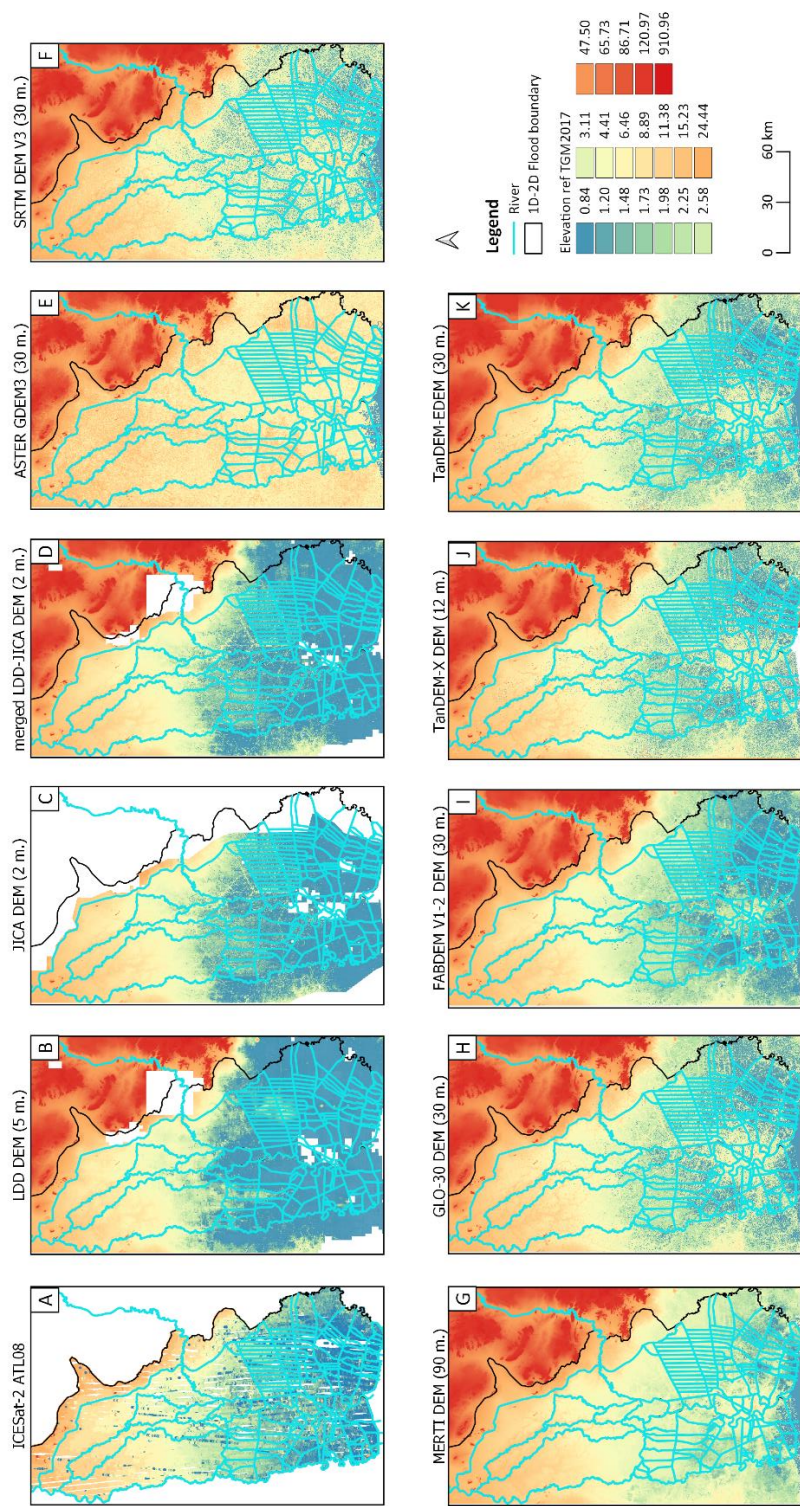 ICESat-2 ATL08
A
LDD DEM (5 m.)
B
JICA DEM (2 m.)
C
merged LDD-JICA DEM (2 m.)
D
ASTER GDEM3 (30 m.)
E
SRTM DEM V3 (30 m.)
F
MERTI DEM (90 m.)
G
GLO-30 DEM (30 m.)
H
FABDEM V1-2 DEM (30 m.)
I
TanDEM-X DEM (12 m.)
J
TanDEM-EDEM (30 m.)
K
Legend
River
1D-2D Flood boundary
Elevation ref TGM2017
0.84 3.11 47.50
1.20 4.41 65.73
1.48 6.46 86.71
1.73 8.89 120.97
1.98 11.38 910.96
2.25 15.23
2.58 24.44
0 30 60 km